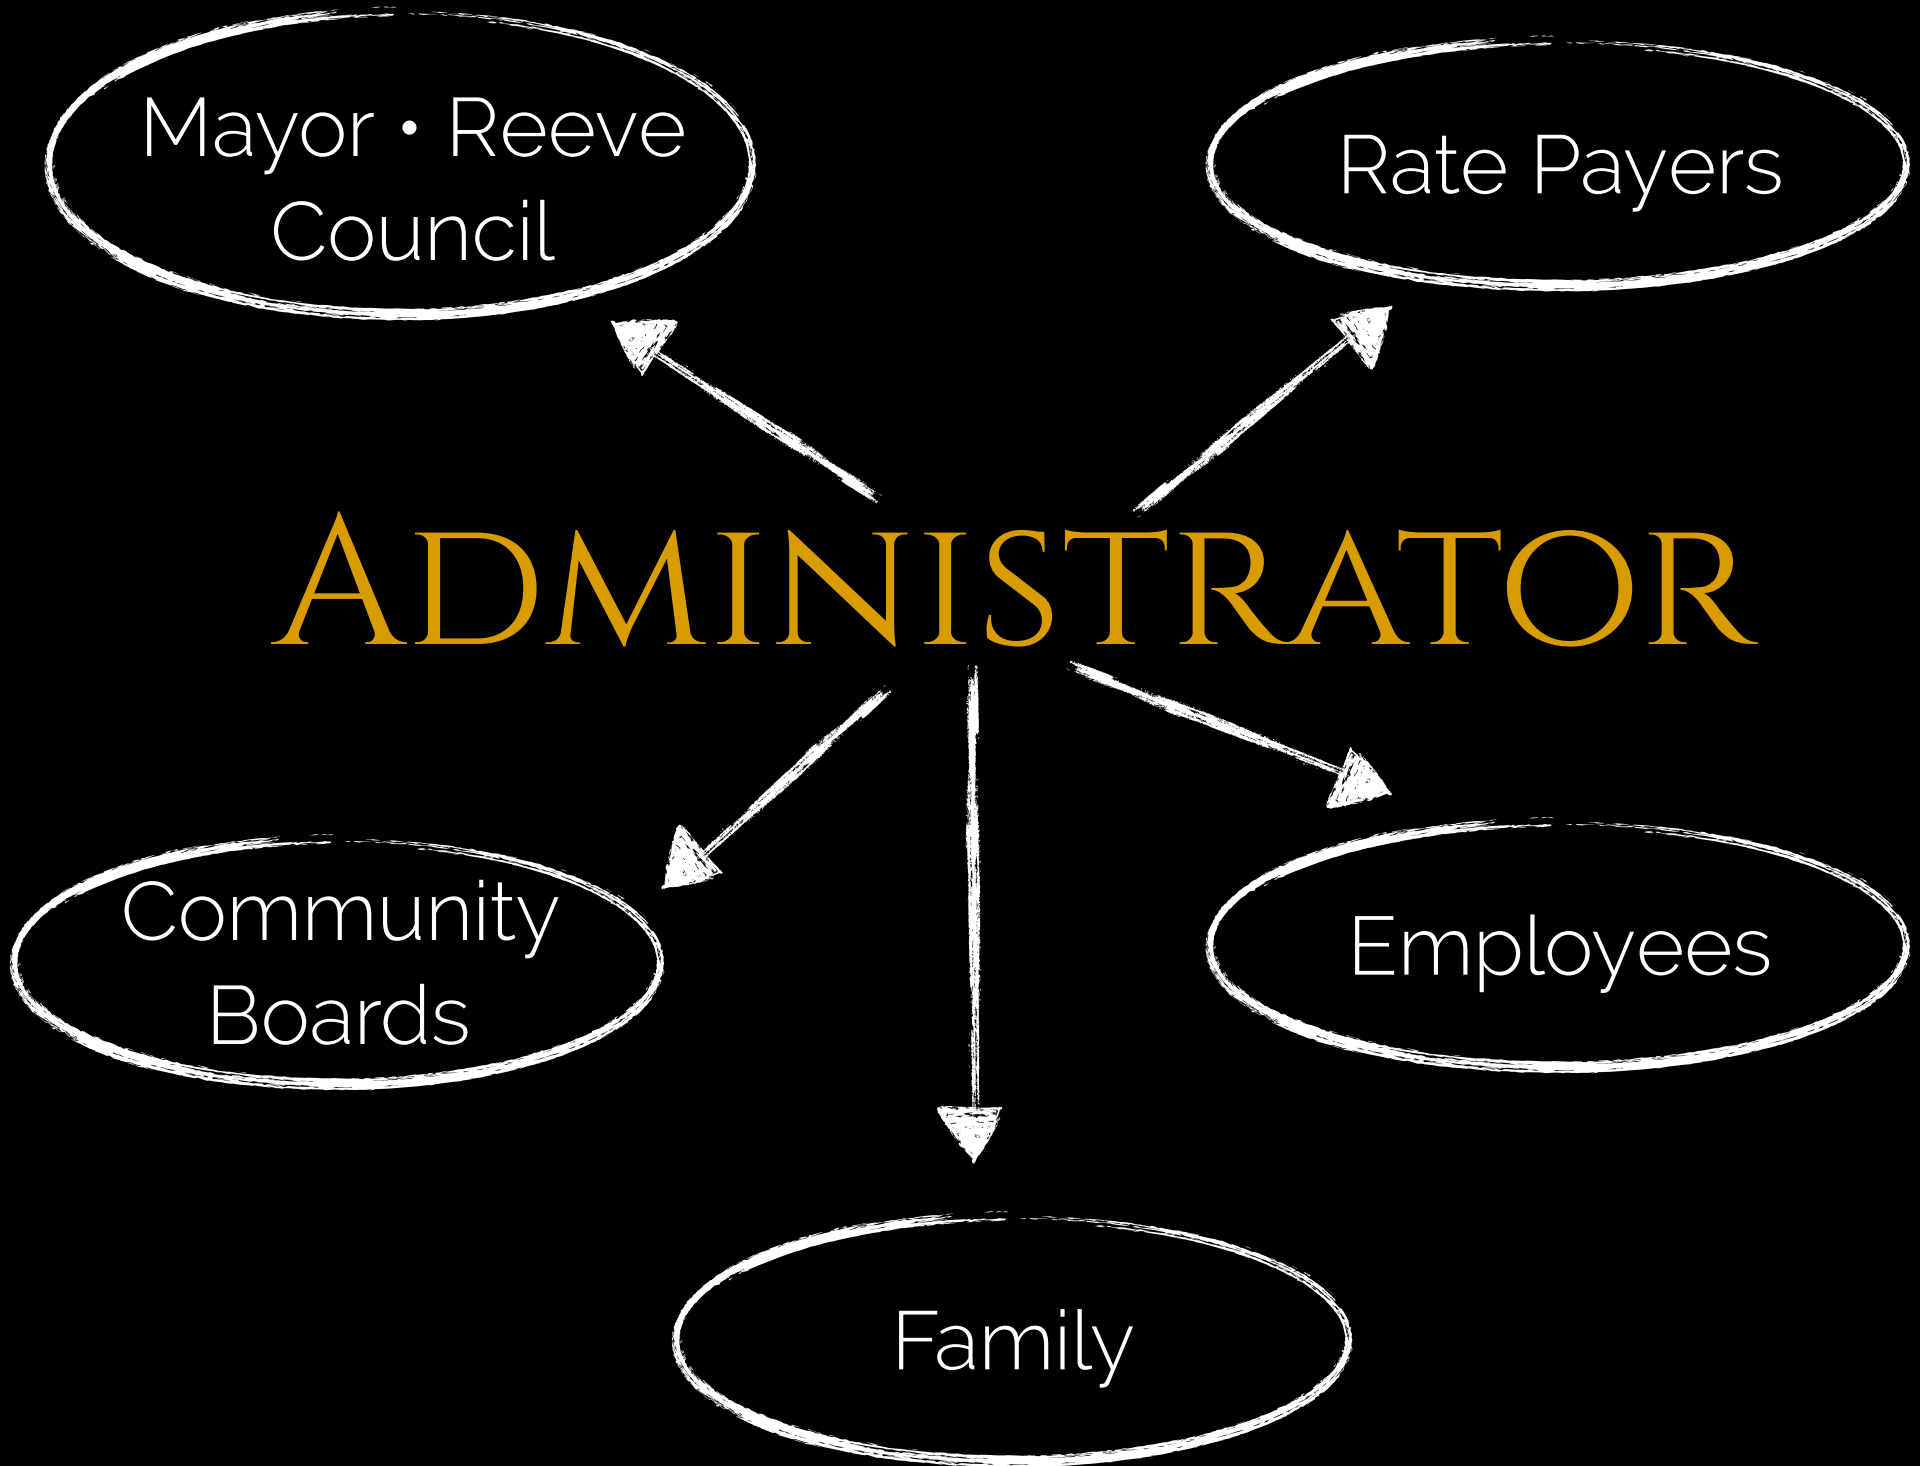 Mayor • Reeve
Council
Rate Payers
ADMINISTRATOR
Community
Boards
Employees
Family